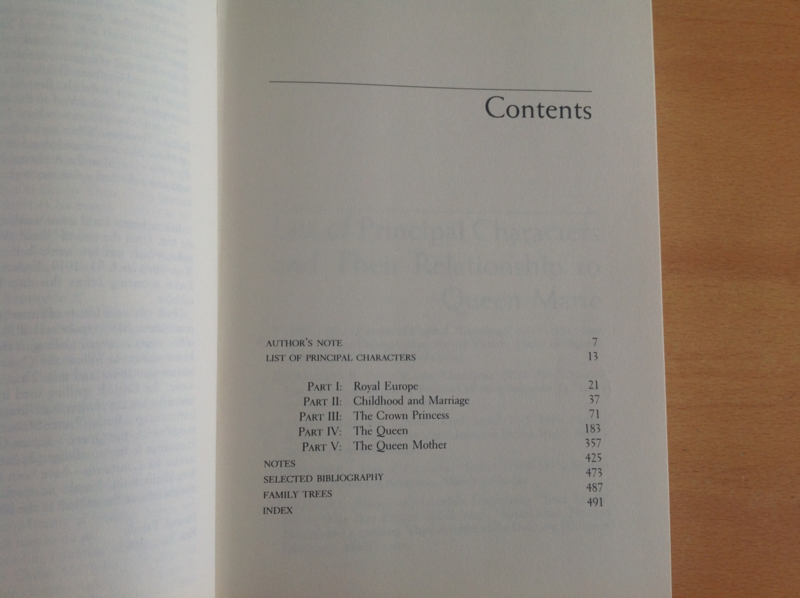 Contents
AUTHOR'S NOTE 7
LIST OF PRINCIPAL CHARACTERS 13
PART I: Royal Europe 21
PART II: Childhood and Marriage 37
PART III: The Crown Princess 71
PART IV: The Queen 183
PART V: The Queen Mother 357
NOTES 425
SELECTED BIBLIOGRAPHY 473
FAMILY TREES 487
INDEX 491